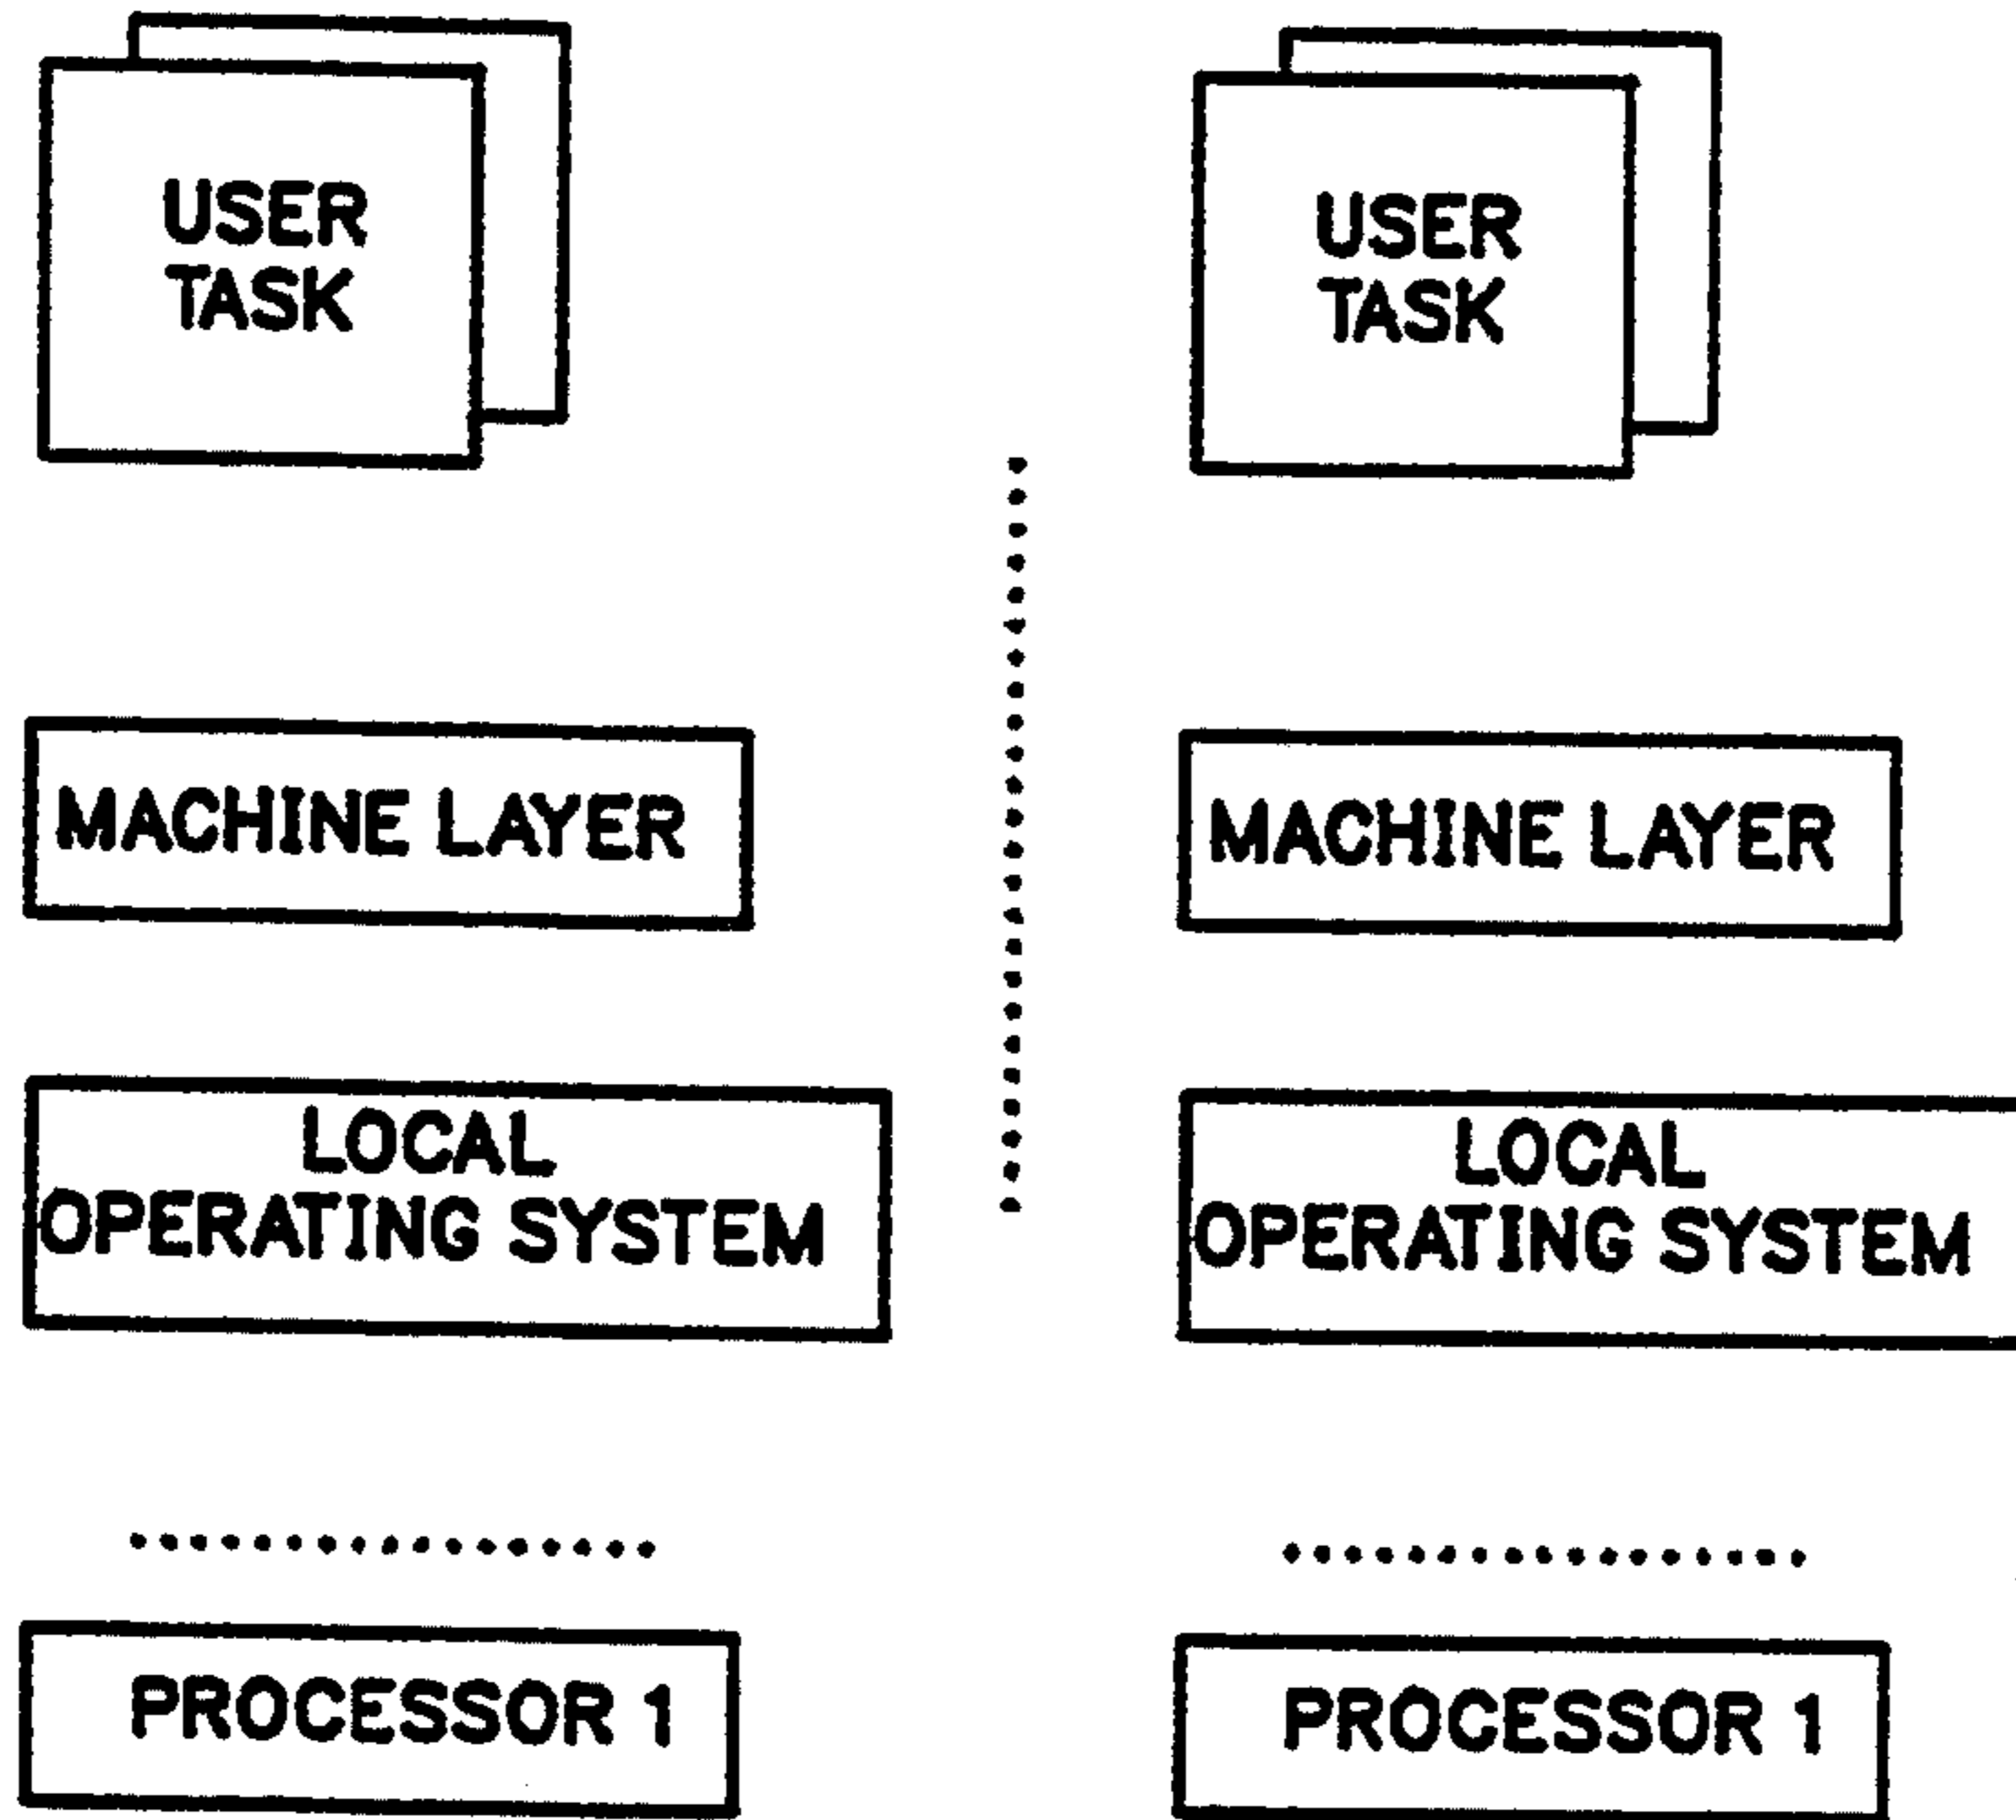 USER
TASK
MACHINE LAYER
LOCAL
OPERATING SYSTEM
PROCESSOR 1
USER
TASK
MACHINE LAYER
LOCAL
OPERATING SYSTEM
PROCESSOR 1